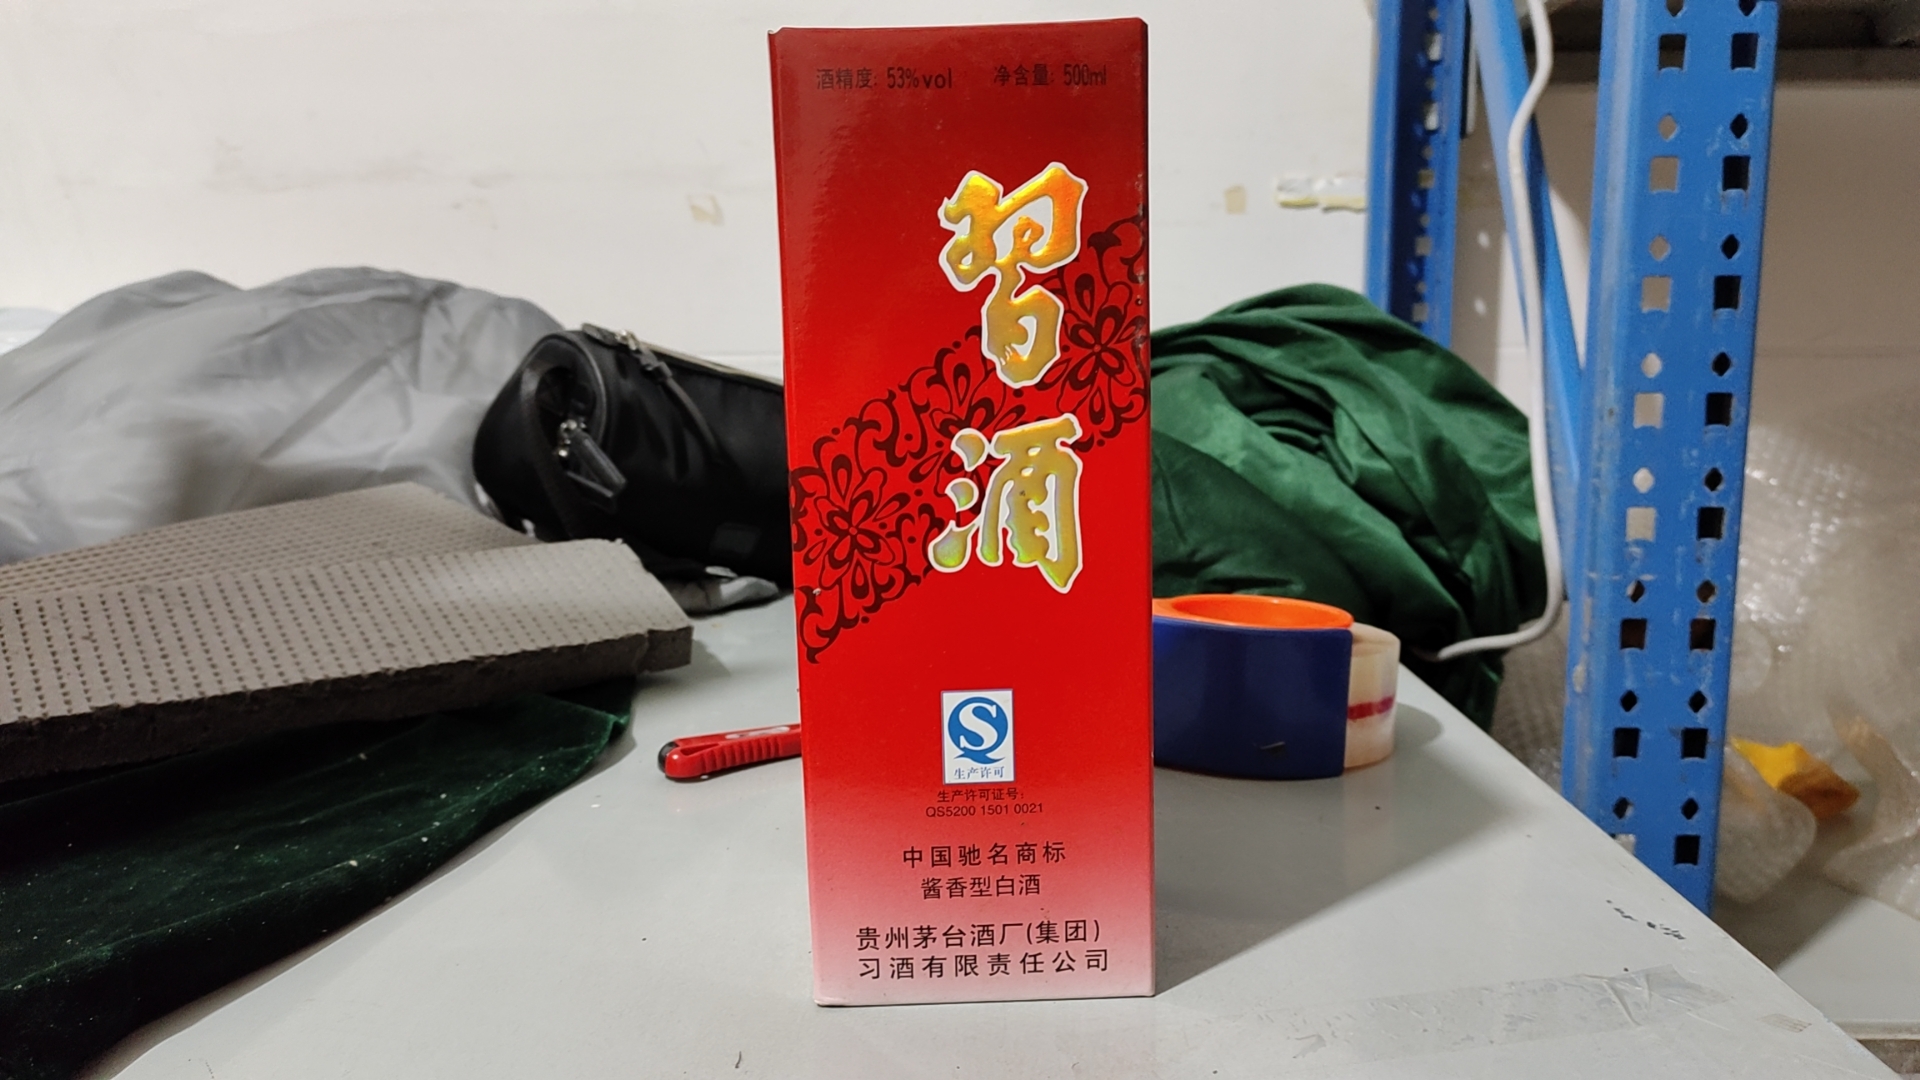 酒精度: 53%vol 净含量: 500ml
習酒
生产许可
生产许可证号:
QS5200 1501 0021
中国驰名商标
酱香型白酒
贵州茅台酒厂(集团)
习酒有限责任公司